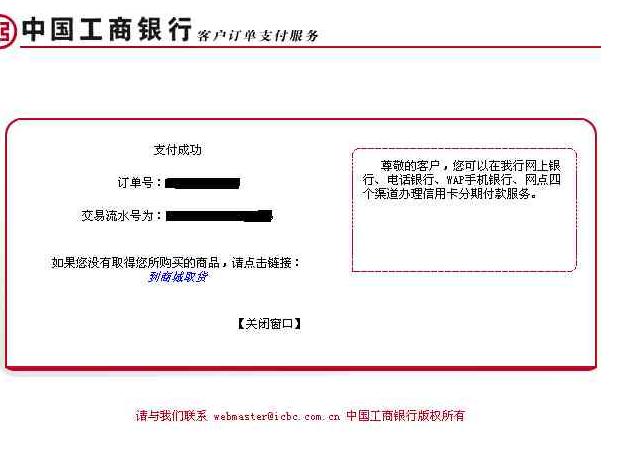 中国工商银行 客户订单支付服务
支付成功
订单号：
交易流水号为：
如果您没有取得您所购买的商品，请点击链接：
到商城取货
【关闭窗口】
尊敬的客户，您可以在我行网上银
行、电话银行、WAP手机银行、网点四
个渠道办理信用卡分期付款服务。
请与我们联系 webmaster@icbc.com.cn 中国工商银行版权所有